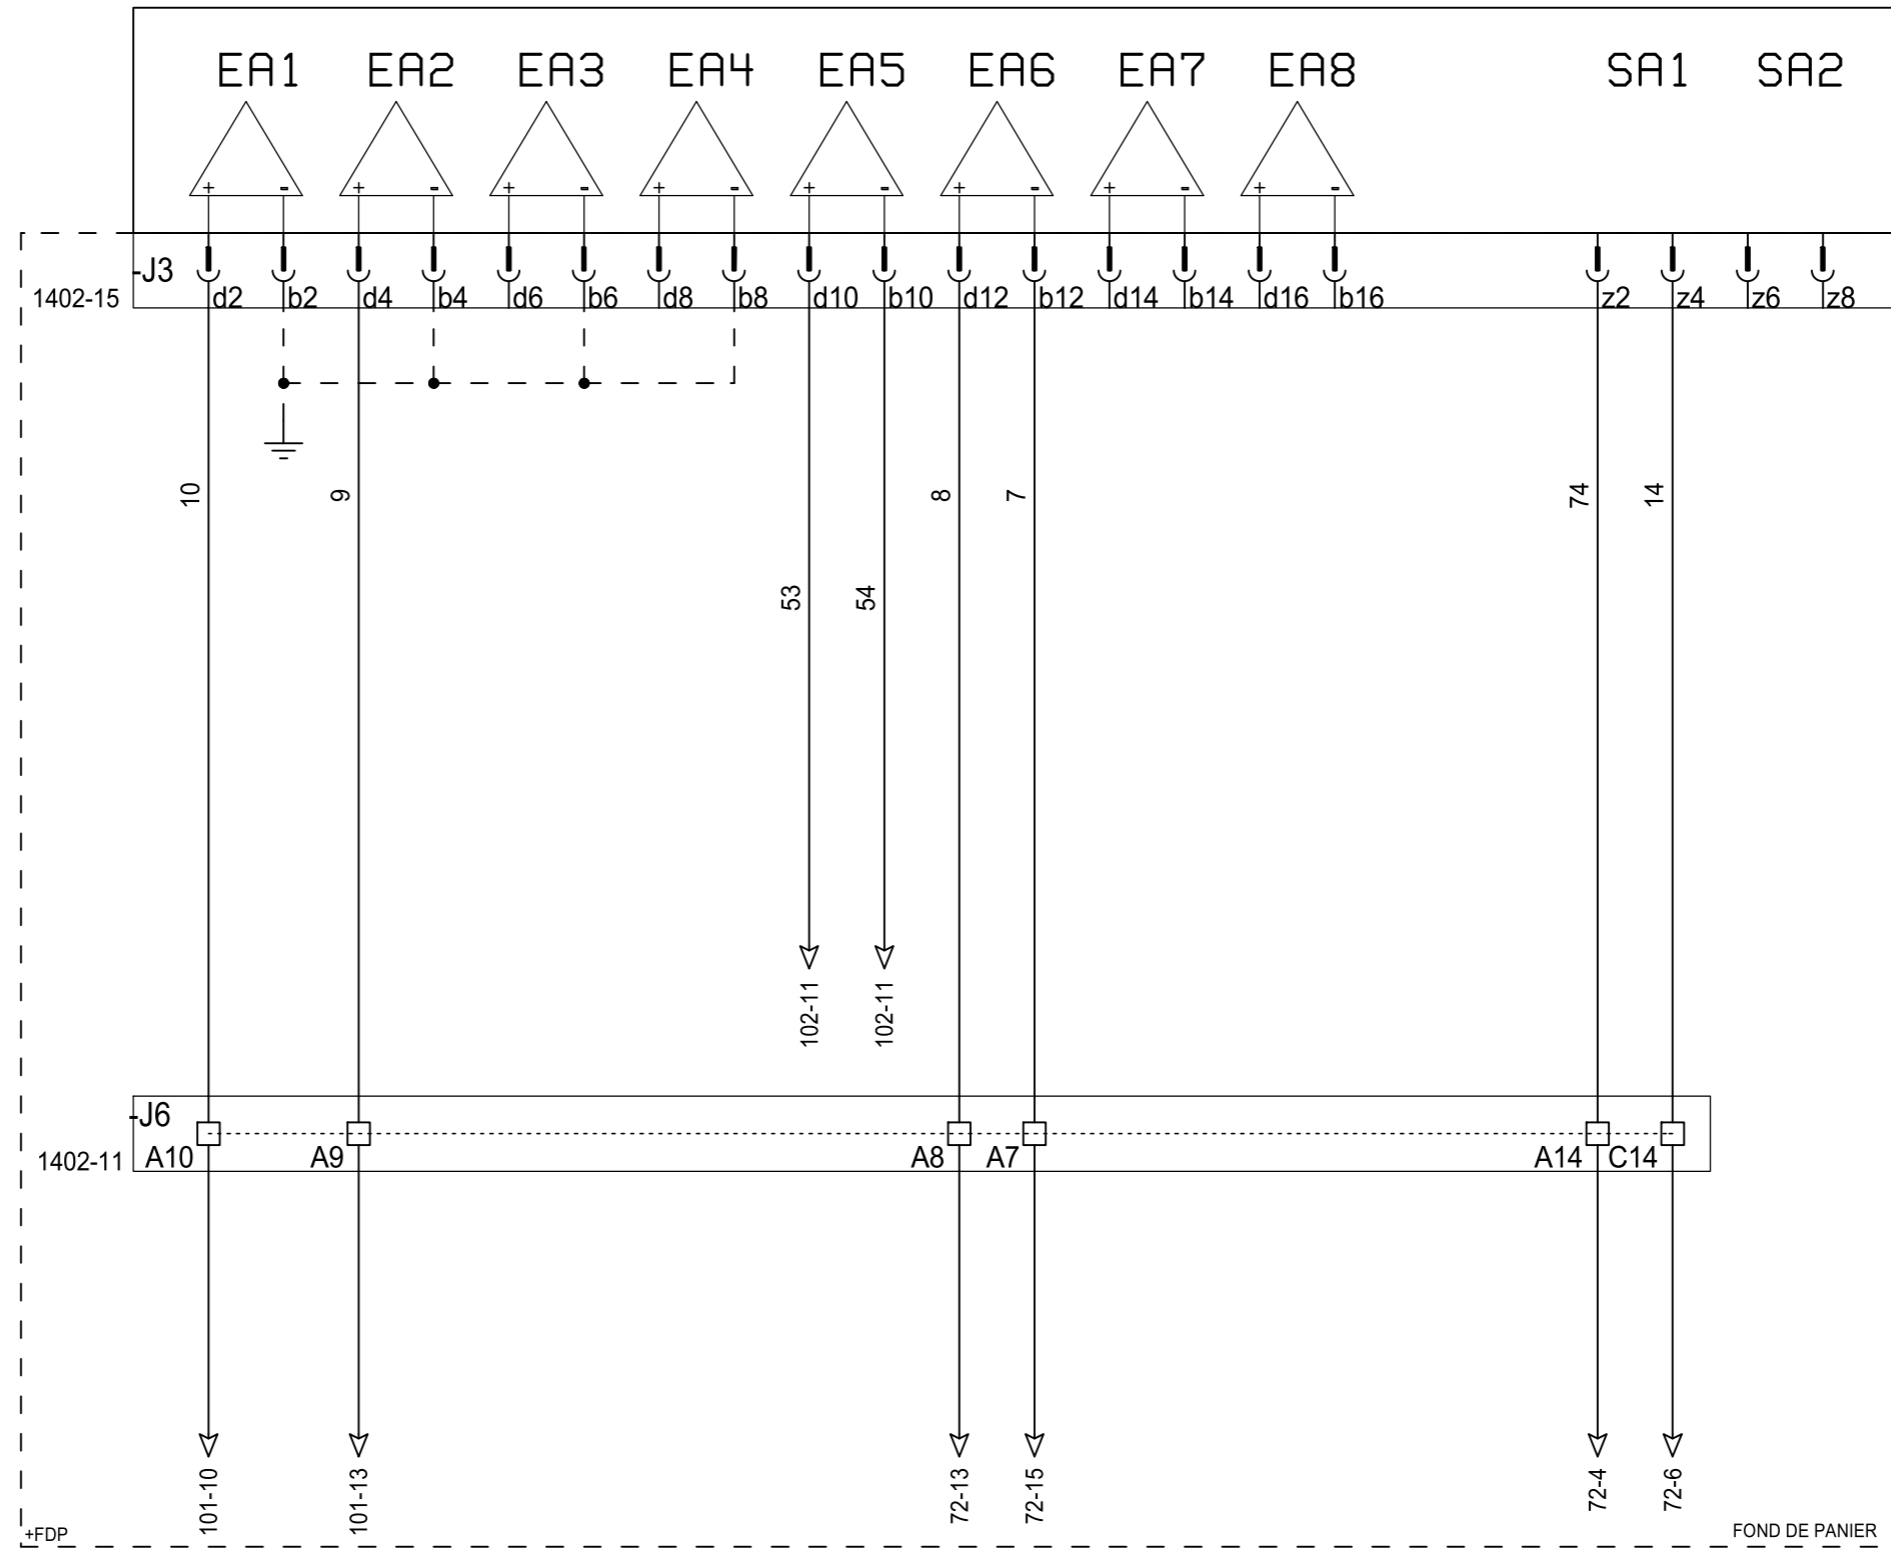 EA1 EA2 EA3 EA4 EA5 EA6 EA7 EA8 SA1 SA2
+ - + - + - + - + - + - + - + -
-J3
1402-15 d2 b2 d4 b4 d6 b6 d8 b8 d10 b10 d12 b12 d14 b14 d16 b16 z2 z4 z6 z8
10 9 8 7 74 14
53 54
102-11 102-11
-J6
1402-11 A10 A9 A8 A7 A14 C14
101-10 101-13 72-13 72-15 72-4 72-6
+FDP FOND DE PANIER